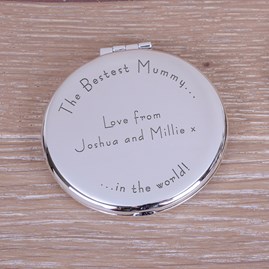 The Bestest Mummy...
Love from
Joshua and Millie x
...in the world!